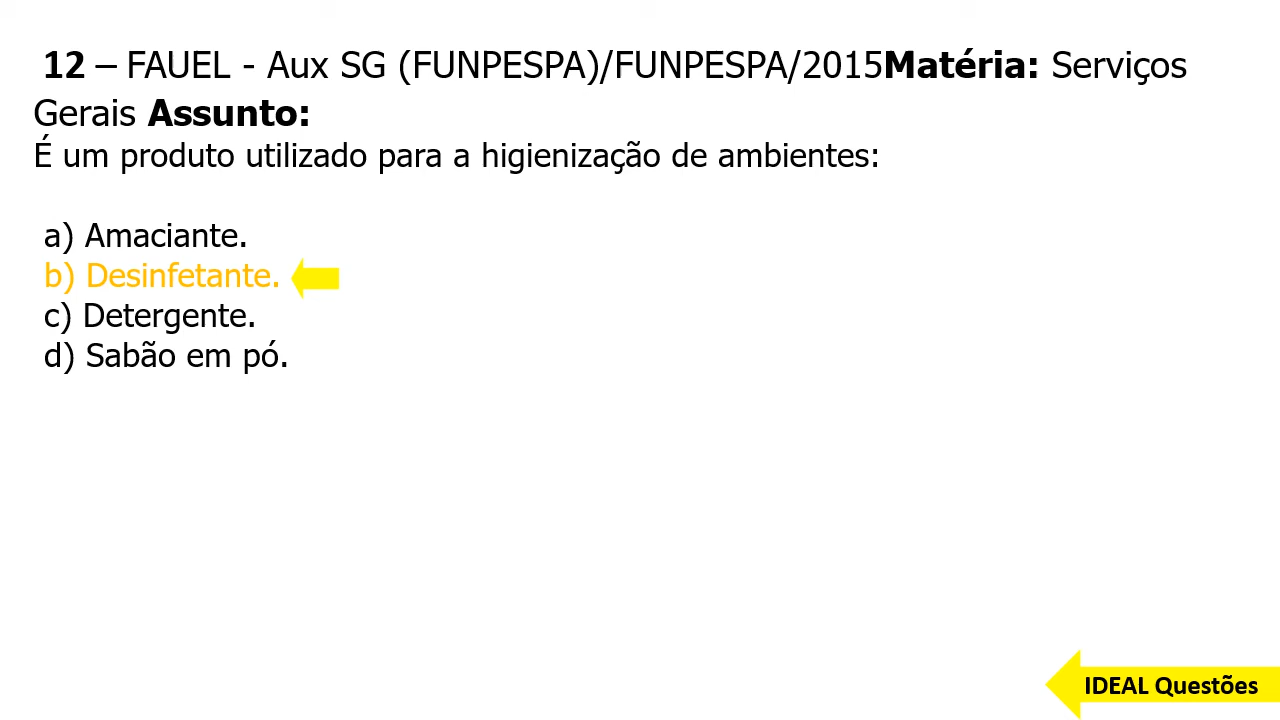 12 – FAUEL - Aux SG (FUNPESPA)/FUNPESPA/2015Matéria: Serviços
Gerais Assunto:
É um produto utilizado para a higienização de ambientes:
a) Amaciante.
b) Desinfetante.
c) Detergente.
d) Sabão em pó.
IDEAL Questões